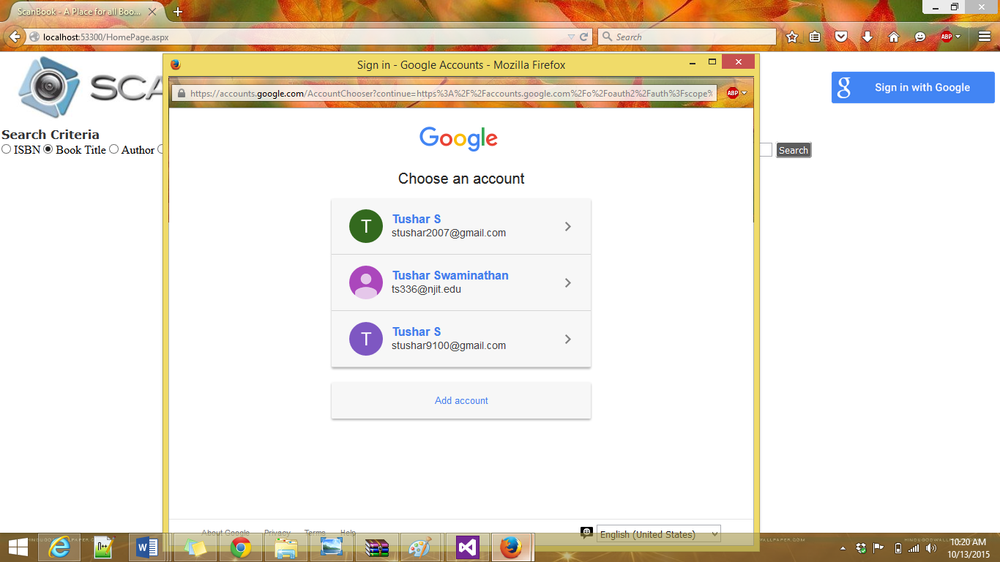 ScanBook - A Place for all Boo...
localhost:53300/HomePage.aspx
Search
ABP
SCA
Sign in - Google Accounts - Mozilla Firefox
https://accounts.google.com/AccountChooser?continue=https%3A%2F%2Faccounts.google.com%2Fo%2Foauth2%2Fauth%3Fscope%
ABP
g Sign in with Google
Search Criteria
ISBN Book Title Author
Search
Google
Choose an account
T
Tushar S
stushar2007@gmail.com
Tushar Swaminathan
ts336@njit.edu
T
Tushar S
stushar9100@gmail.com
Add account
About Google Privacy Terms Help
English (United States)
10:20 AM
10/13/2015